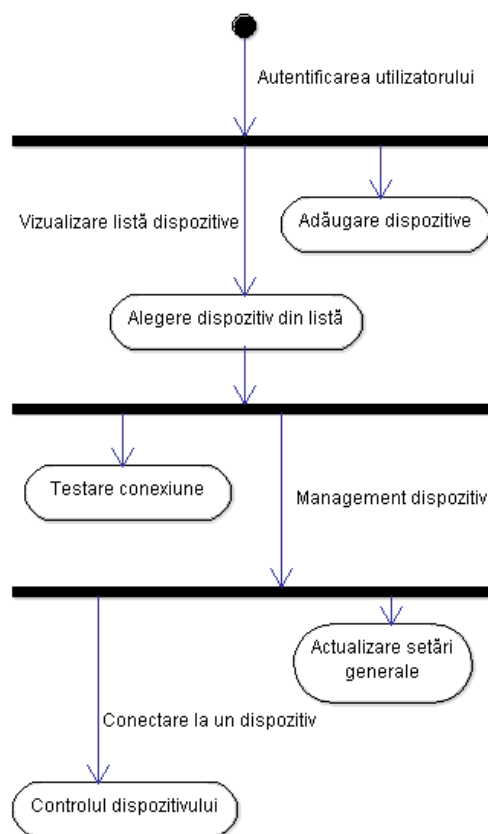 Autentificarea utilizatorului
Vizualizare listă dispozitive
Adăugare dispozitive
Alegere dispozitiv din listă
Testare conexiune
Management dispozitiv
Actualizare setări
generale
Conectare la un dispozitiv
Controlul dispozitivului